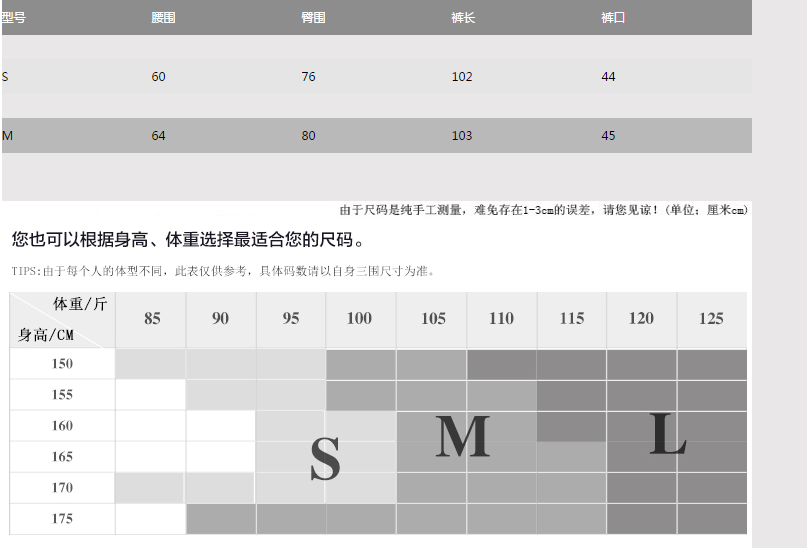 型号 腰围 臀围 裤长 裤口
S 60 76 102 44
M 64 80 103 45
由于尺码是纯手工测量，难免存在1-3cm的误差，请您见谅！(单位：厘米cm)
您也可以根据身高、体重选择最适合您的尺码。
TIPS:由于每个人的体型不同，此表仅供参考，具体码数请以自身三围尺寸为准。
体重/斤
身高/CM
85 90 95 100 105 110 115 120 125
150
155
160
165
170
175
S M L